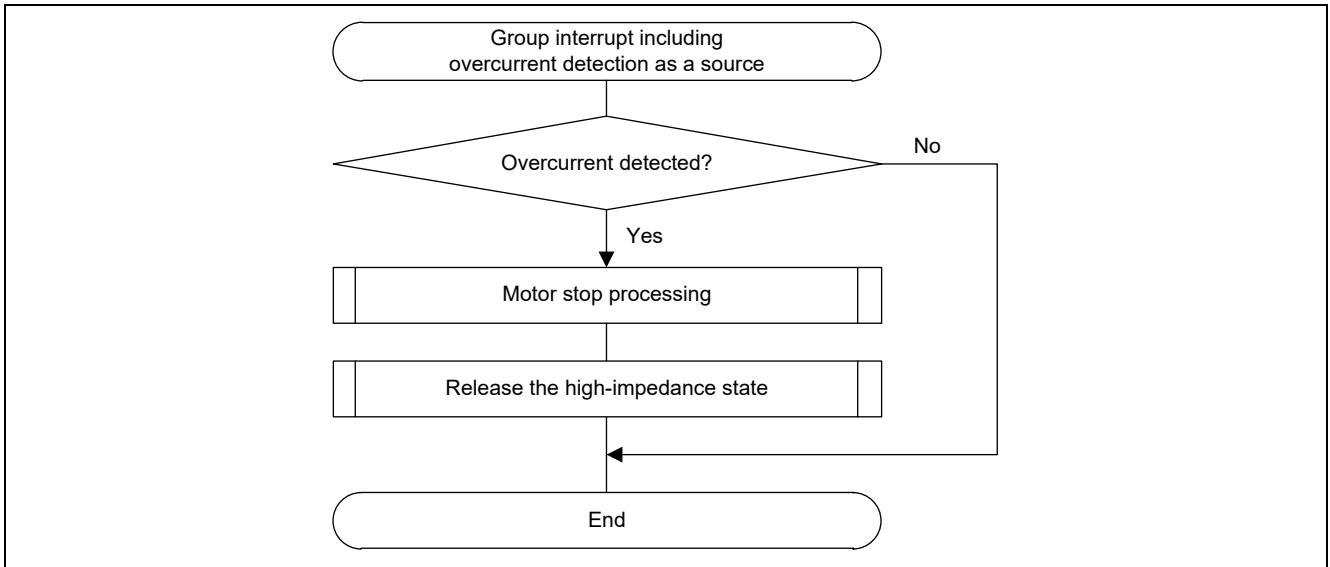 Group interrupt including
overcurrent detection as a source
Overcurrent detected?
No
Yes
Motor stop processing
Release the high-impedance state
End